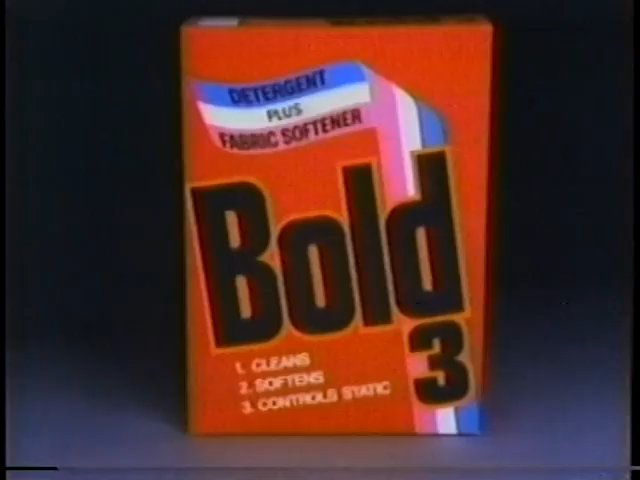 DETERGENT
PLUS
FABRIC SOFTENER
Bold
3
1. CLEANS
2. SOFTENS
3. CONTROLS STATIC